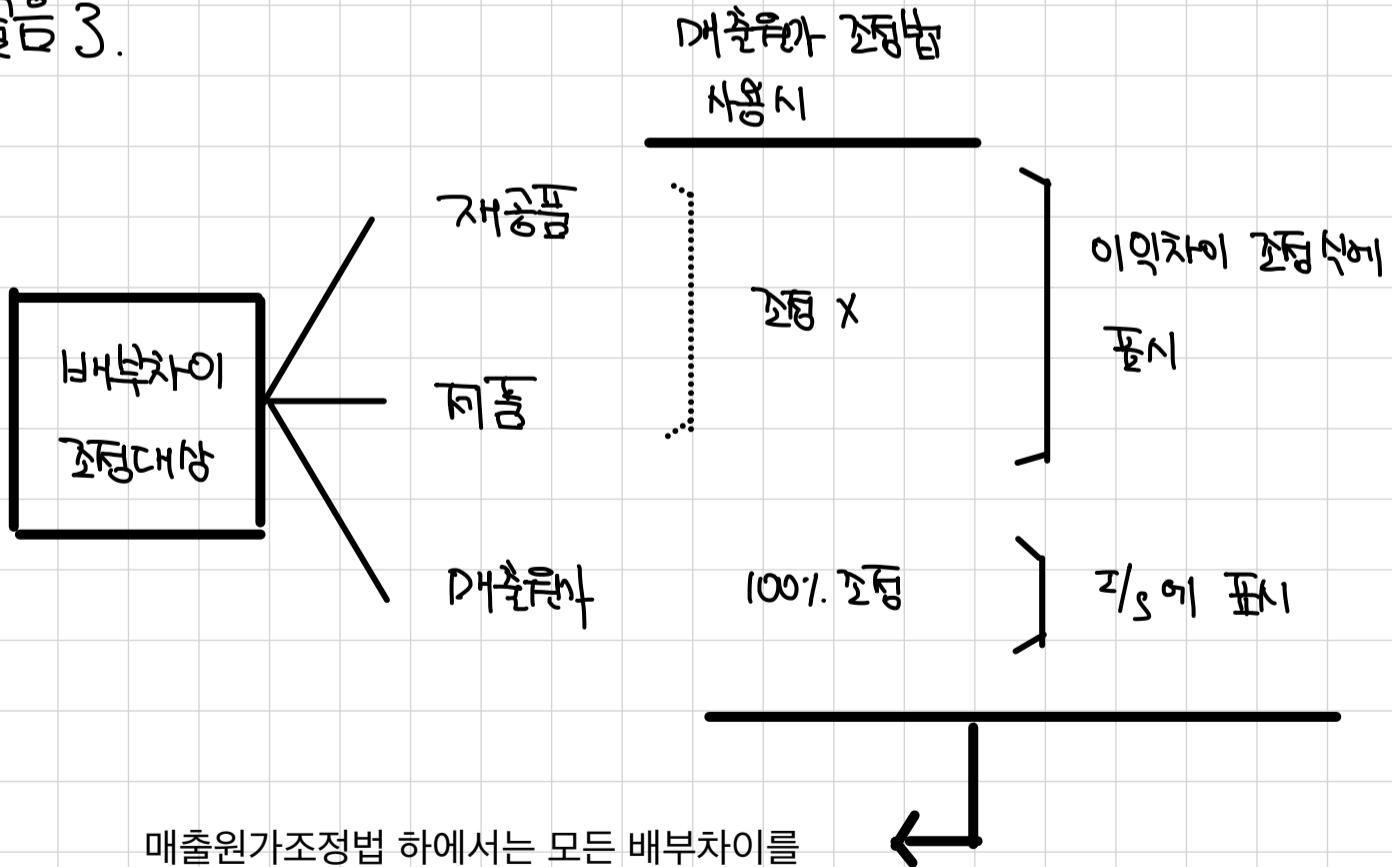 물음 3.
매출원가 조정법
사용시
재공품
조정 X
이익차이 조정식에
표시
배부차이
조정대상
제품
매출원가
100% 조정
I/S에 표시
매출원가조정법 하에서는 모든 배부차이를